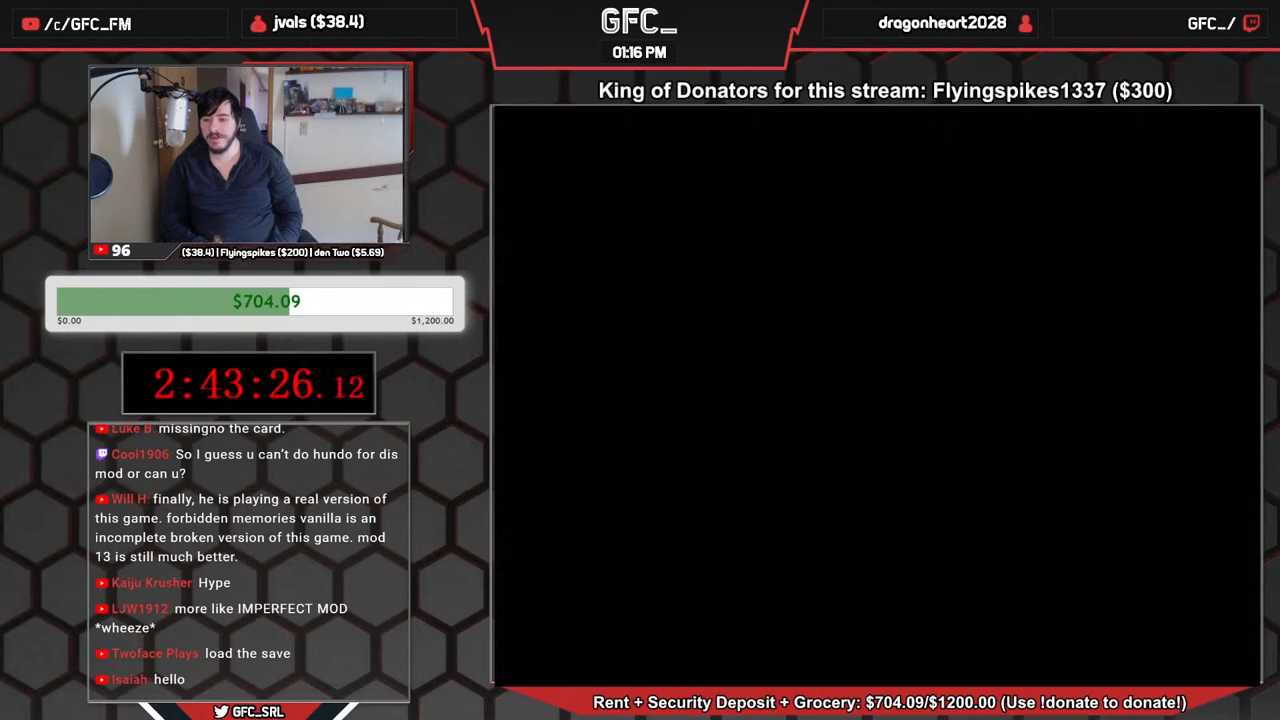 /c/GFC_FM
jvals ($38.4)
GFC_
01:16 PM
dragonheart2028
GFC_/
King of Donators for this stream: Flyingspikes1337 ($300)
96
($38.4) | Flyingspikes ($200) | den Two ($5.69)
$704.09
$0.00
$1,200.00
2:43:26.12
Luke B: missingno the card.
Cool1906: So I guess u can't do hundo for dis
mod or can u?
Will H: finally, he is playing a real version of
this game. forbidden memories vanilla is an
incomplete broken version of this game. mod
13 is still much better.
Kaiju Krusher: Hype
LJW1912: more like IMPERFECT MOD
*wheeze*
Twoface Plays: load the save
Isaiah: hello
GFC_SRL
Rent + Security Deposit + Grocery: $704.09/$1200.00 (Use !donate to donate!)